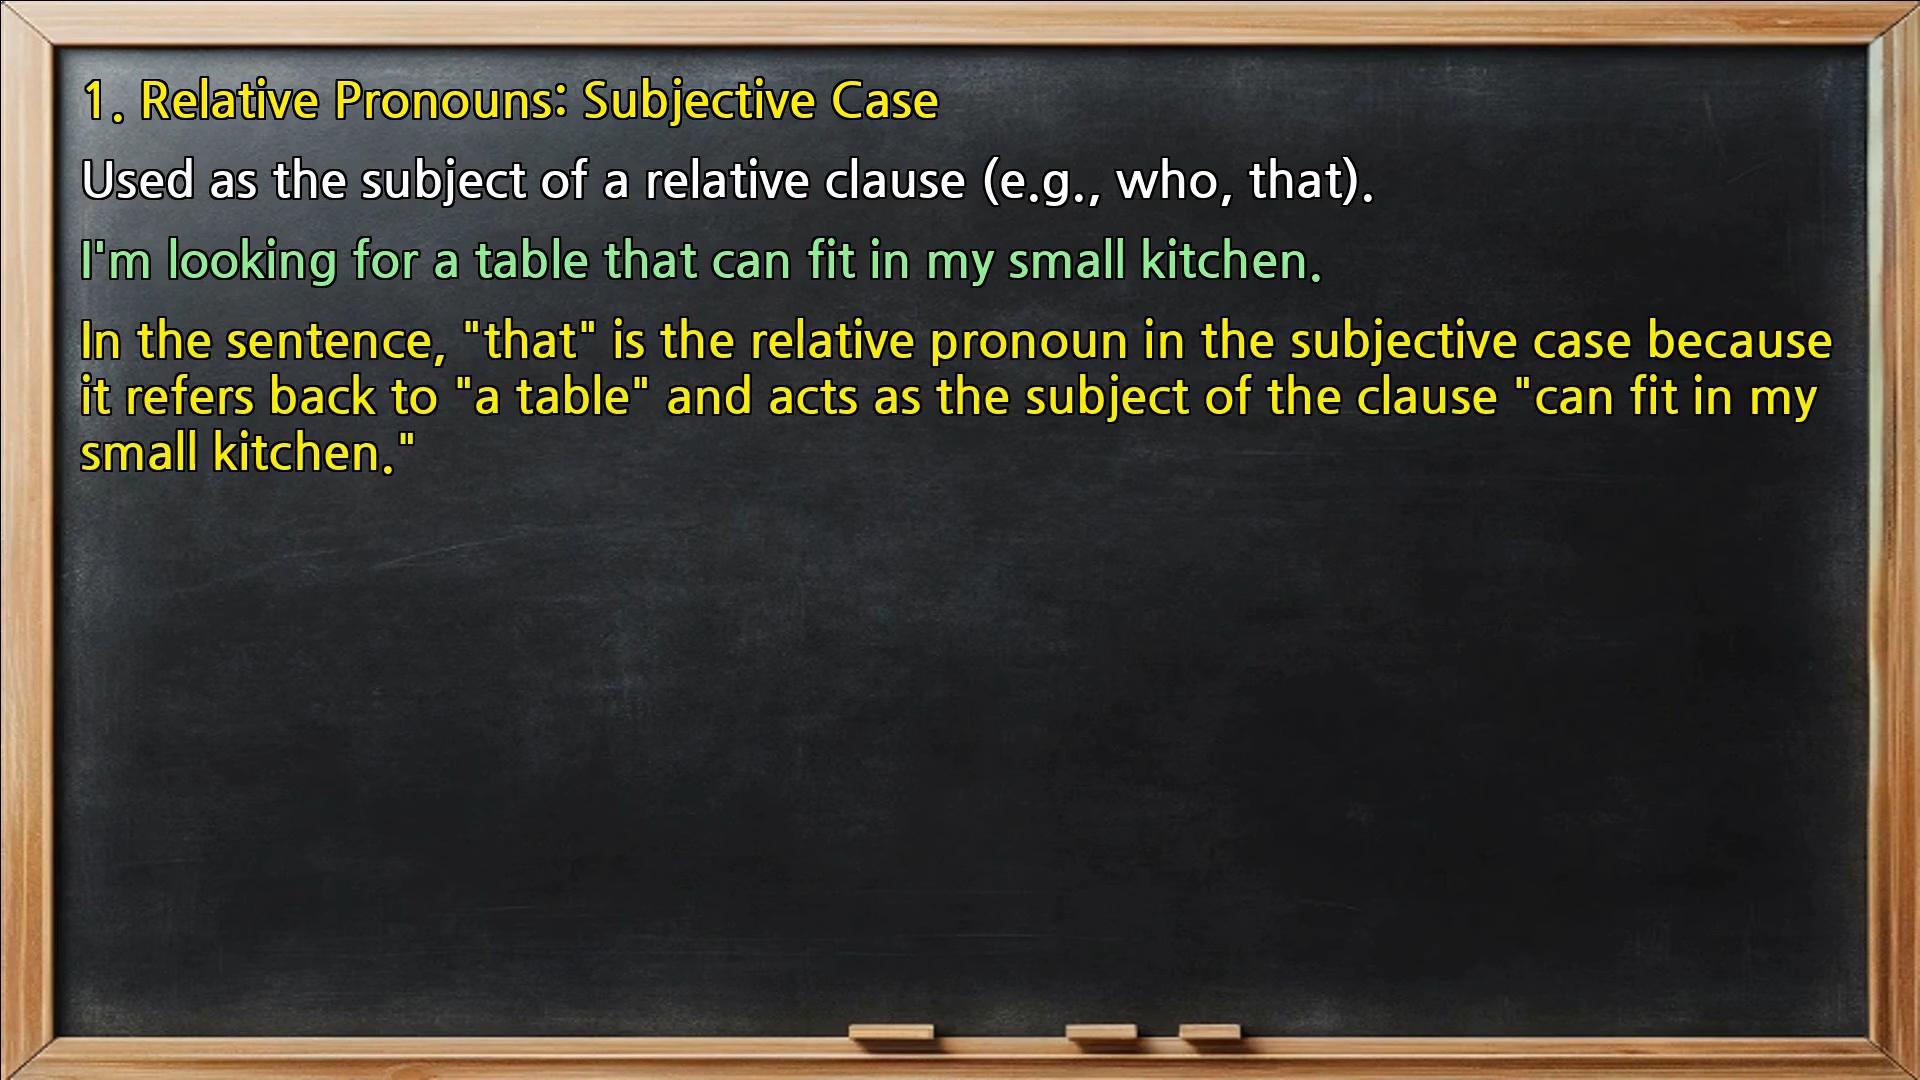 1. Relative Pronouns: Subjective Case
Used as the subject of a relative clause (e.g., who, that).
I'm looking for a table that can fit in my small kitchen.
In the sentence, "that" is the relative pronoun in the subjective case because
it refers back to "a table" and acts as the subject of the clause "can fit in my
small kitchen."